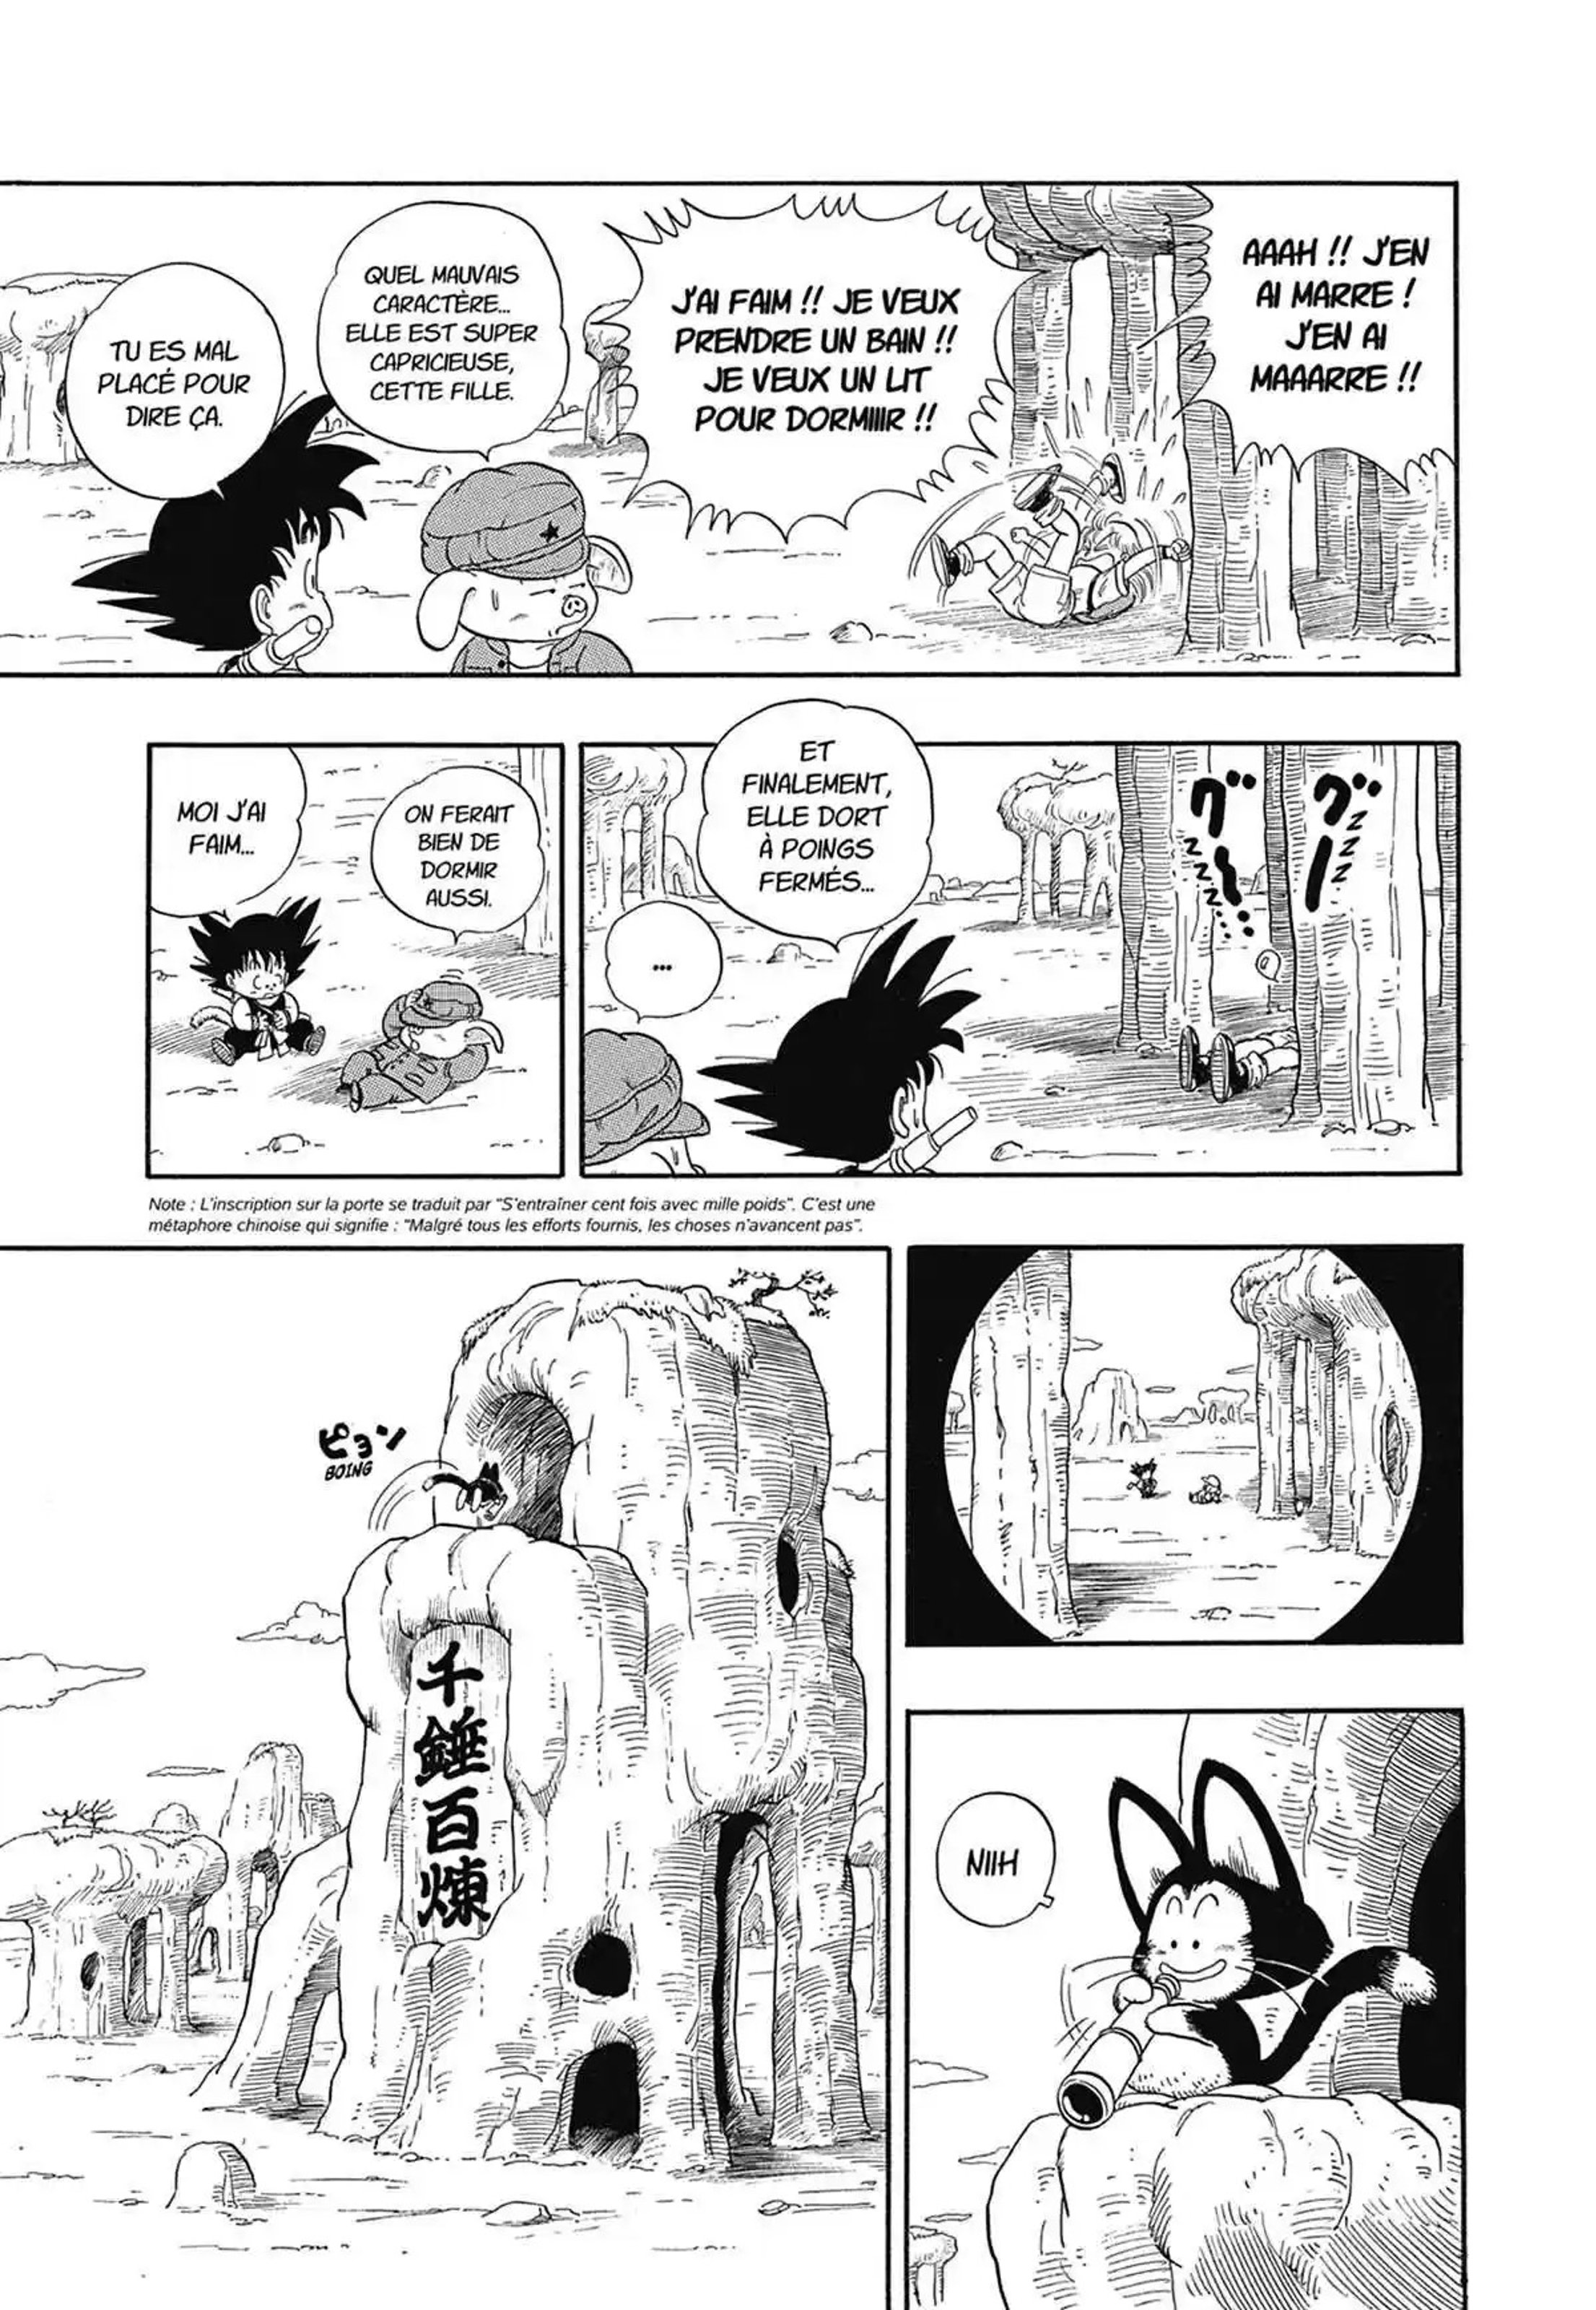 AAAH !! J'EN
AI MARRE !
J'EN AI
MAAARRE !!
J'AI FAIM !! JE VEUX
PRENDRE UN BAIN !!
JE VEUX UN LIT
POUR DORMIIIR !!
QUEL MAUVAIS
CARACTÈRE...
ELLE EST SUPER
CAPRICIEUSE,
CETTE FILLE.
TU ES MAL
PLACÉ POUR
DIRE ÇA.
グー
zzzz
グー...
zzzz
ET
FINALEMENT,
ELLE DORT
À POINGS
FERMÉS...
...
ON FERAIT
BIEN DE
DORMIR
AUSSI.
MOI J'AI
FAIM...
Note : L'inscription sur la porte se traduit par "S'entraîner cent fois avec mille poids". C'est une
métaphore chinoise qui signifie : "Malgré tous les efforts fournis, les choses n'avancent pas".
NIIH
ピョン
BOING
千錘百煉